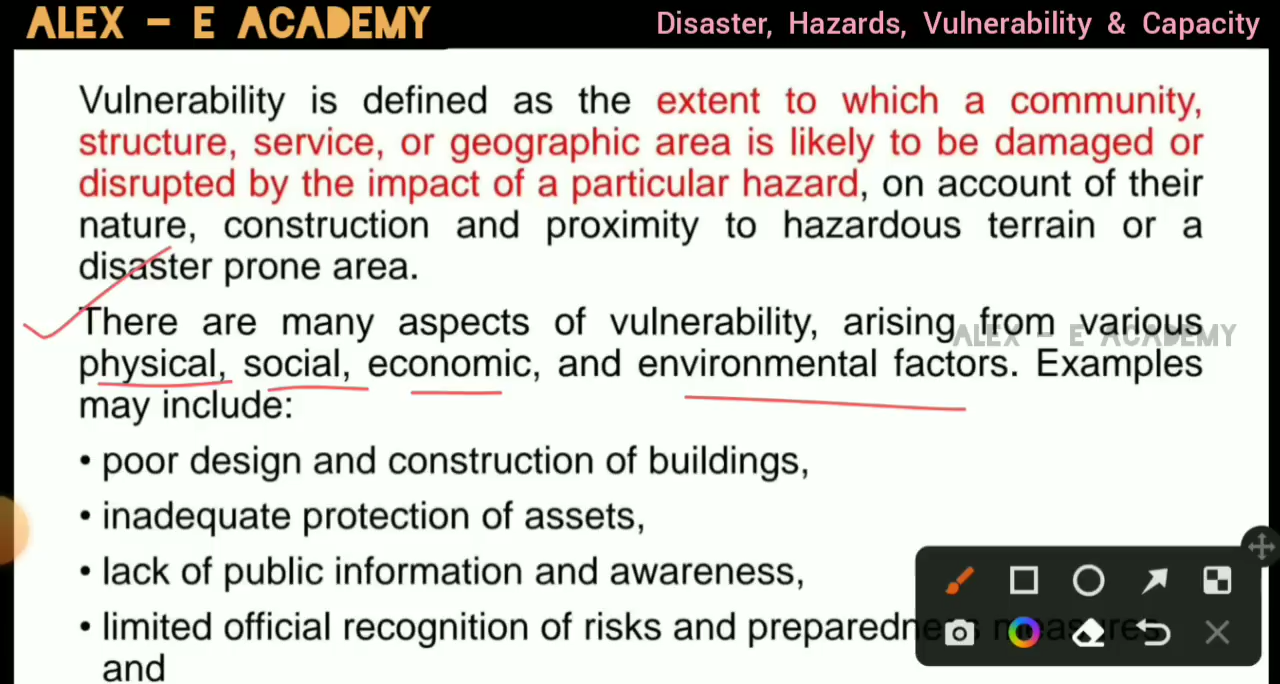 ALEX – E ACADEMY
Disaster, Hazards, Vulnerability & Capacity
Vulnerability is defined as the extent to which a community,
structure, service, or geographic area is likely to be damaged or
disrupted by the impact of a particular hazard, on account of their
nature, construction and proximity to hazardous terrain or a
disaster prone area.
There are many aspects of vulnerability, arising from various
ALEX – E ACADEMY
physical, social, economic, and environmental factors. Examples
may include:
• poor design and construction of buildings,
• inadequate protection of assets,
• lack of public information and awareness,
• limited official recognition of risks and preparedness measures
and